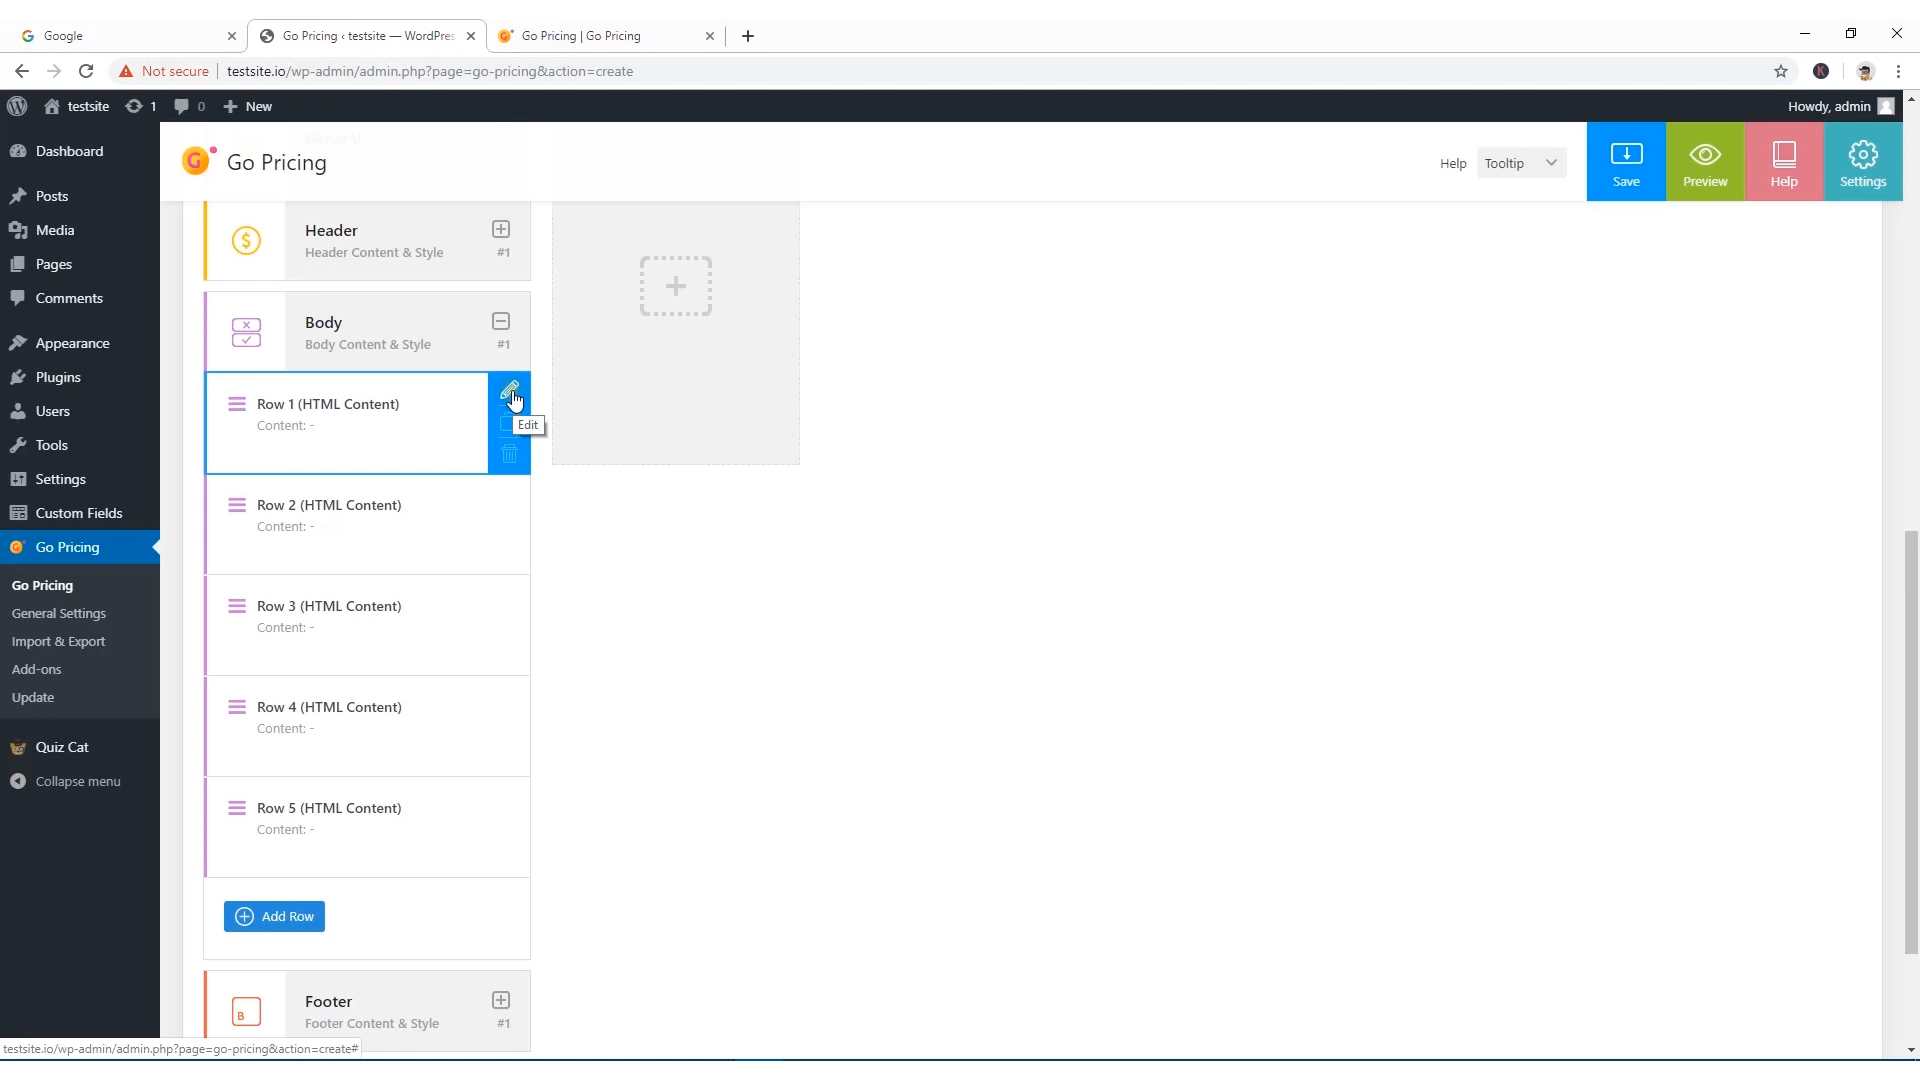 Google
Go Pricing ‹ testsite — WordPres
Go Pricing | Go Pricing
Not secure
testsite.io/wp-admin/admin.php?page=go-pricing&action=create
testsite
1
0
New
Howdy, admin
Dashboard
Posts
Media
Pages
Comments
Appearance
Plugins
Users
Tools
Settings
Custom Fields
Go Pricing
Go Pricing
General Settings
Import & Export
Add-ons
Update
Quiz Cat
Collapse menu
General
Go Pricing
Help
Tooltip
Save
Preview
Help
Settings
Header
Header Content & Style
#1
Body
Body Content & Style
#1
Row 1 (HTML Content)
Content: -
Edit
Row 2 (HTML Content)
Content: -
Row 3 (HTML Content)
Content: -
Row 4 (HTML Content)
Content: -
Row 5 (HTML Content)
Content: -
Add Row
B
Footer
Footer Content & Style
#1
testsite.io/wp-admin/admin.php?page=go-pricing&action=create#